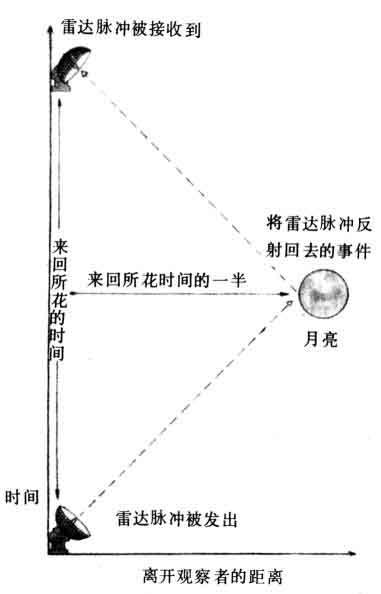 雷达脉冲被接收到
将雷达脉冲反
射回去的事件
来回所花的时间
来回所花时间的一半
月亮
时间
雷达脉冲被发出
离开观察者的距离